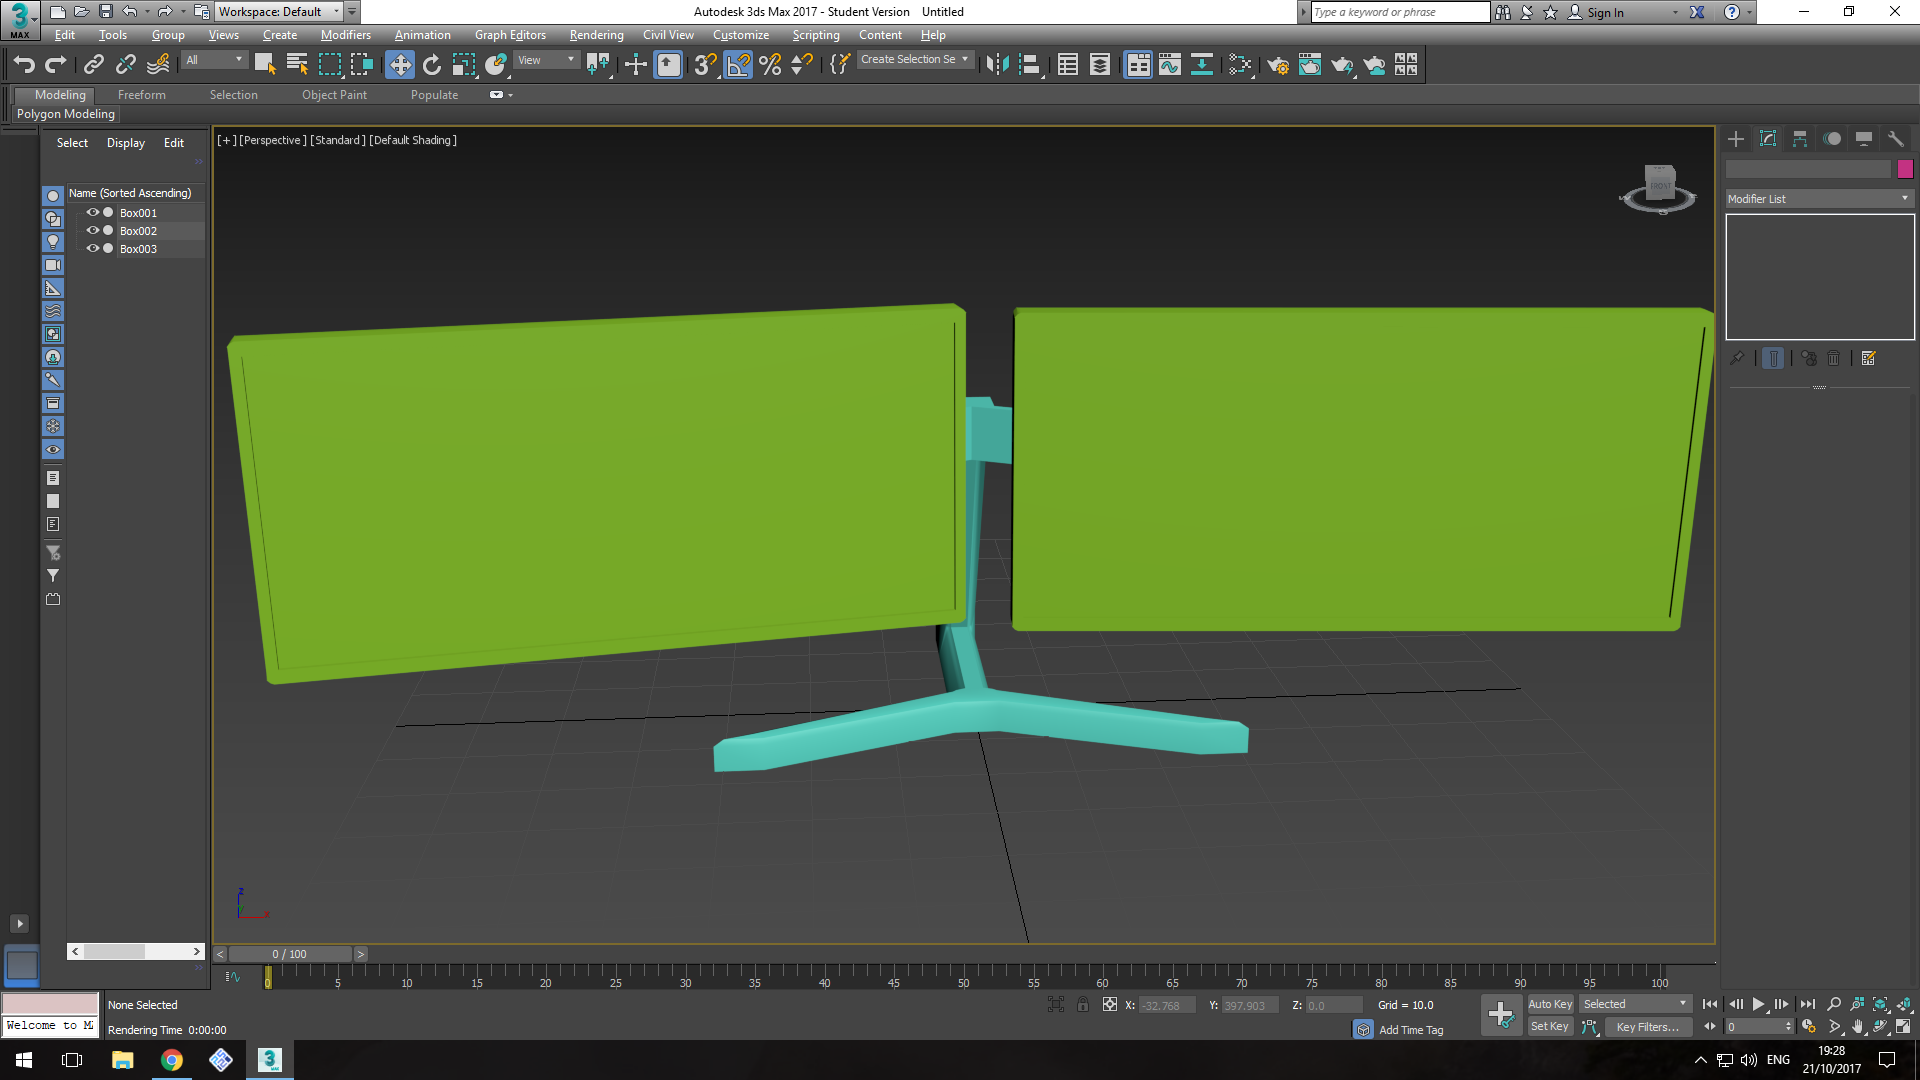 Workspace: Default
Autodesk 3ds Max 2017 - Student Version Untitled
Type a keyword or phrase
Sign In
MAX
Edit Tools Group Views Create Modifiers Animation Graph Editors Rendering Civil View Customize Scripting Content Help
All
View
Create Selection Se
Modeling Freeform Selection Object Paint Populate
Polygon Modeling
Select Display Edit
[+] [Perspective] [Standard] [Default Shading]
Name (Sorted Ascending)
Box001
Box002
Box003
FRONT
Modifier List
z
x
0 / 100
0 5 10 15 20 25 30 35 40 45 50 55 60 65 70 75 80 85 90 95 100
None Selected
X: -32.768 Y: 397.903 Z: 0.0 Grid = 10.0
Auto Key Selected
Welcome to M
Rendering Time 0:00:00
Add Time Tag
Set Key Key Filters...
0
ENG
19:28
21/10/2017